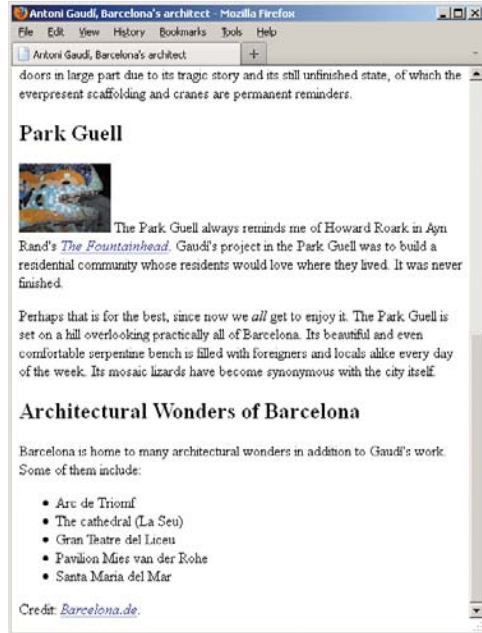 Antoni Gaudí, Barcelona's architect - Mozilla Firefox
File Edit View History Bookmarks Tools Help
Antoni Gaudí, Barcelona's architect
doors in large part due to its tragic story and its still unfinished state, of which the
everpresent scaffolding and cranes are permanent reminders.
Park Guell
The Park Guell always reminds me of Howard Roark in Ayn
Rand's The Fountainhead. Gaudí's project in the Park Guell was to build a
residential community whose residents would love where they lived. It was never
finished.
Perhaps that is for the best, since now we all get to enjoy it. The Park Guell is
set on a hill overlooking practically all of Barcelona. Its beautiful and even
comfortable serpentine bench is filled with foreigners and locals alike every day
of the week. Its mosaic lizards have become synonymous with the city itself.
Architectural Wonders of Barcelona
Barcelona is home to many architectural wonders in addition to Gaudí's work.
Some of them include:
• Arc de Triomf
• The cathedral (La Seu)
• Gran Teatre del Liceu
• Pavilion Mies van der Rohe
• Santa Maria del Mar
Credit: Barcelona.de.